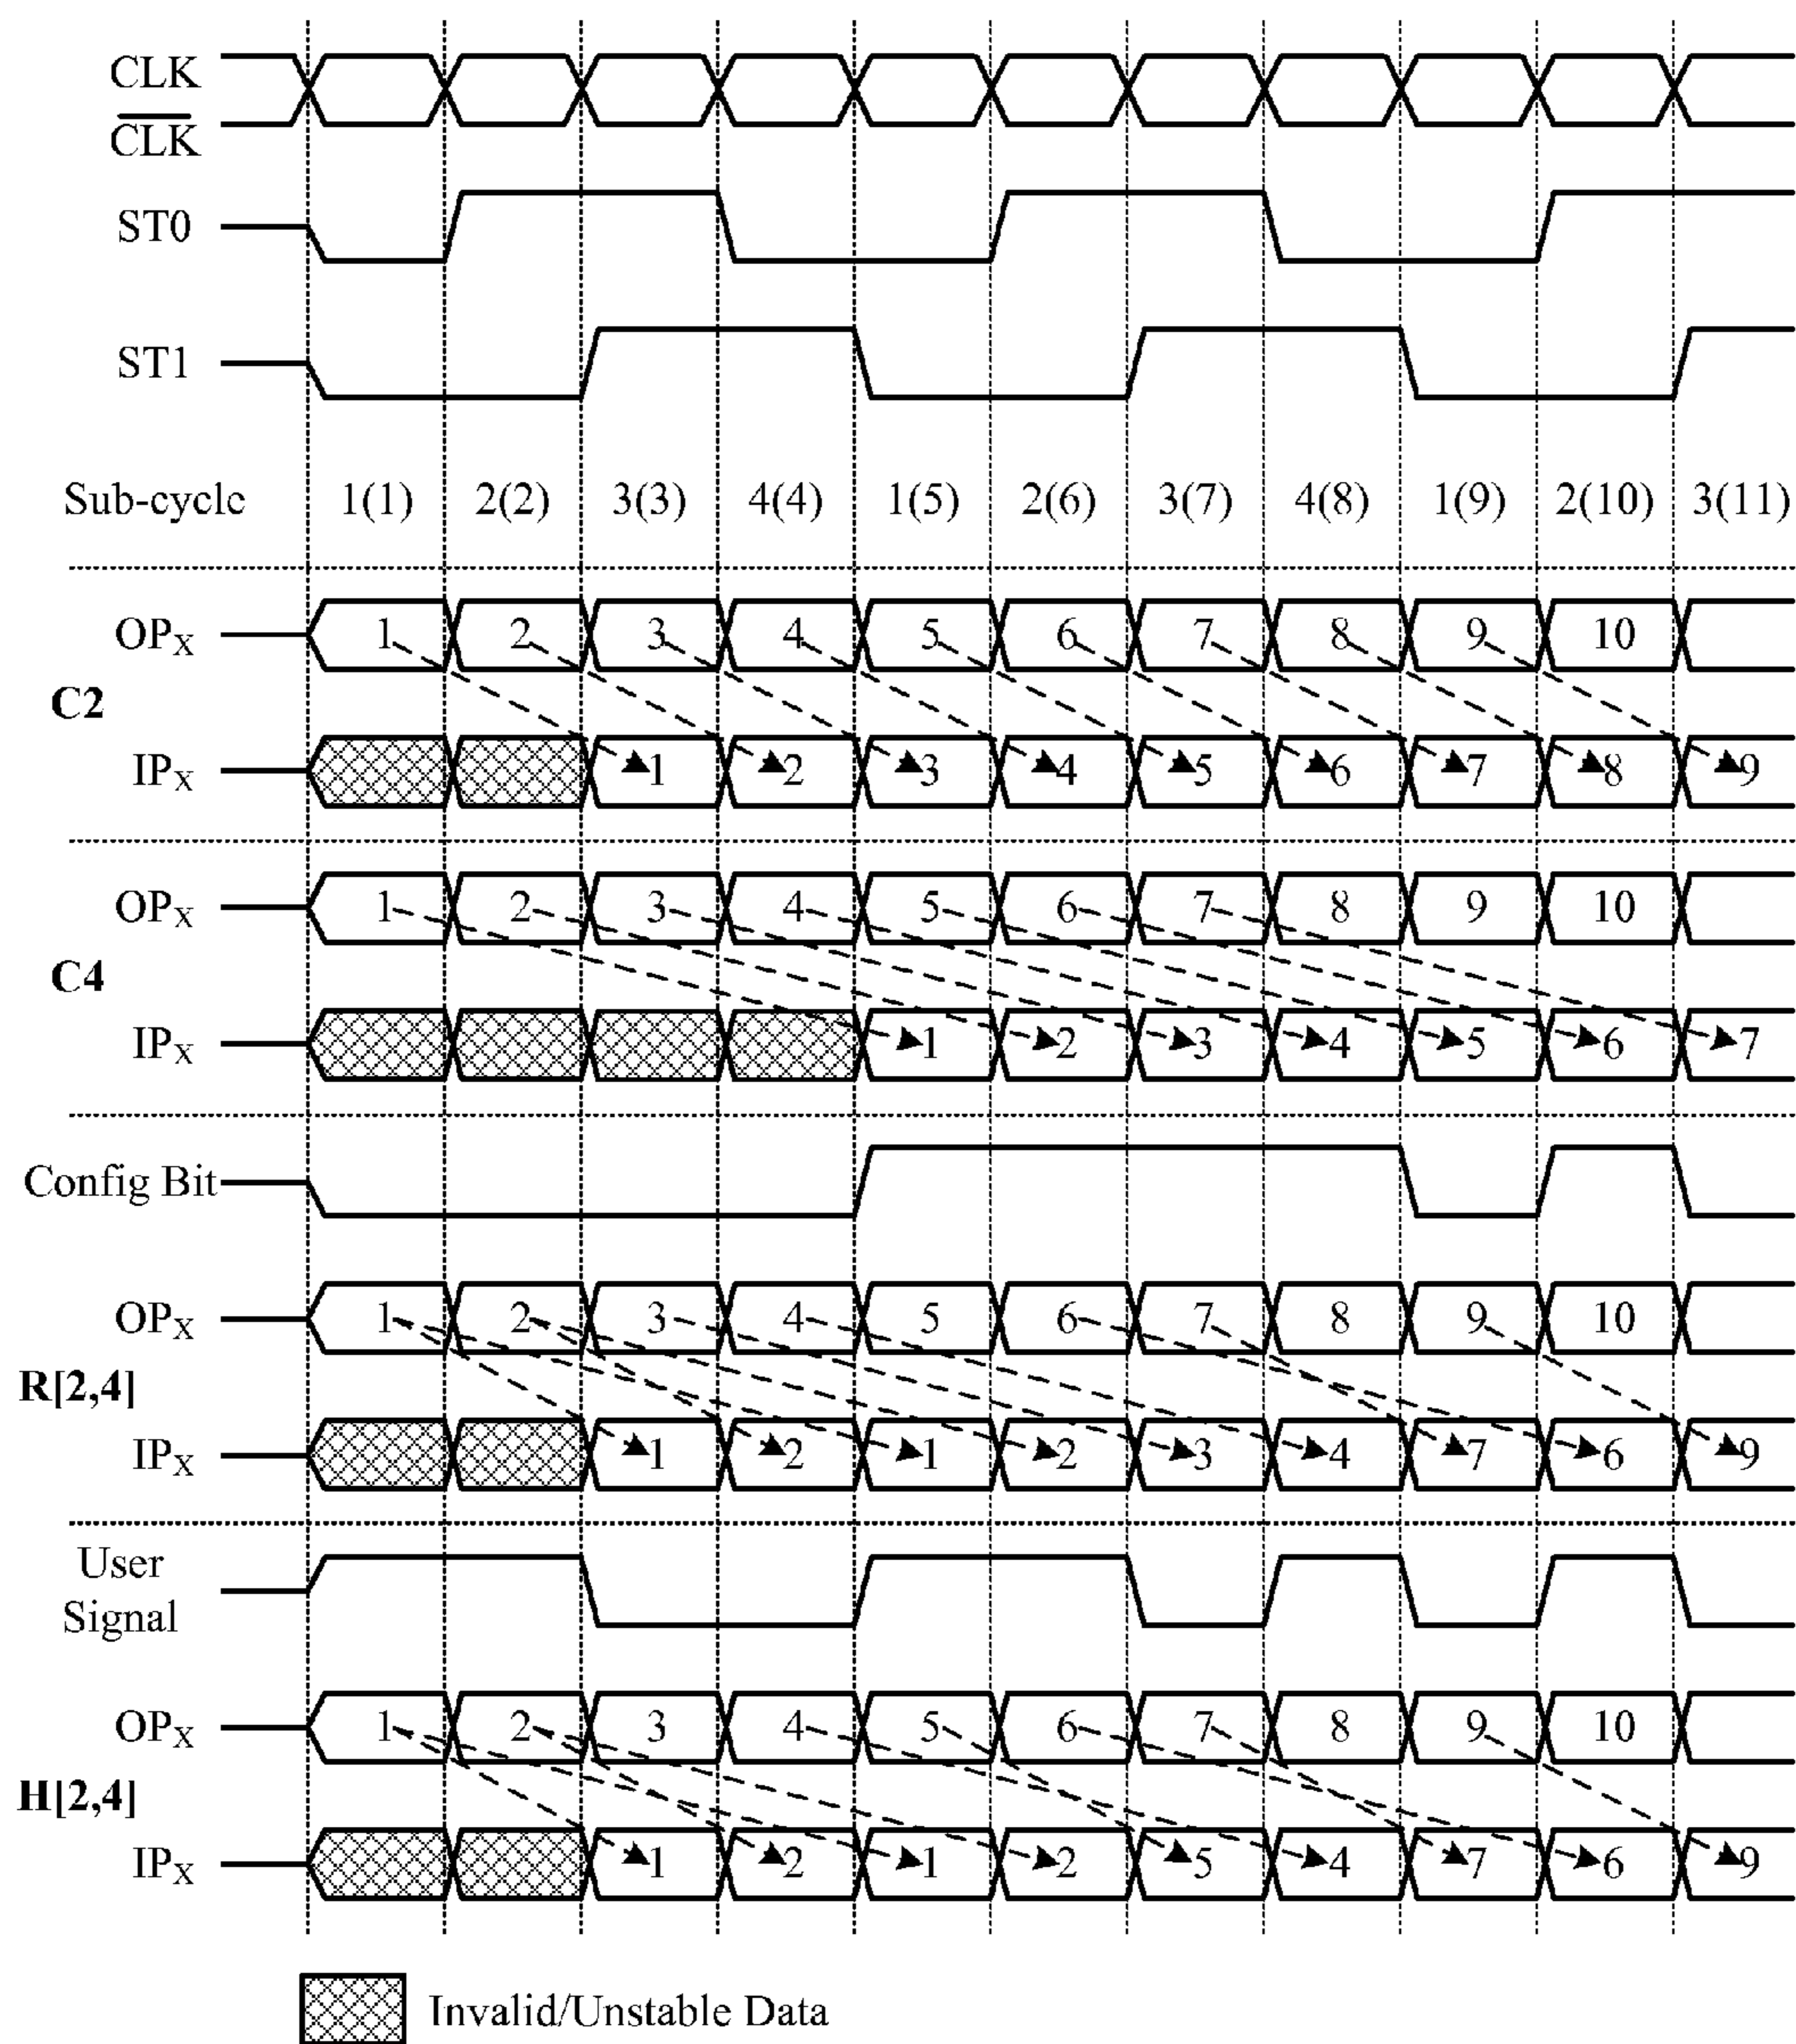 CLK
CLK
ST0
ST1
Sub-cycle 1(1) 2(2) 3(3) 4(4) 1(5) 2(6) 3(7) 4(8) 1(9) 2(10) 3(11)
OPX 1 2 3 4 5 6 7 8 9 10
C2
IPX 1 2 3 4 5 6 7 8 9
OPX 1 2 3 4 5 6 7 8 9 10
C4
IPX 1 2 3 4 5 6 7
Config Bit
OPX 1 2 3 4 5 6 7 8 9 10
R[2,4]
IPX 1 2 1 2 3 4 7 6 9
User
Signal
OPX 1 2 3 4 5 6 7 8 9 10
H[2,4]
IPX 1 2 1 2 5 4 7 6 9
Invalid/Unstable Data